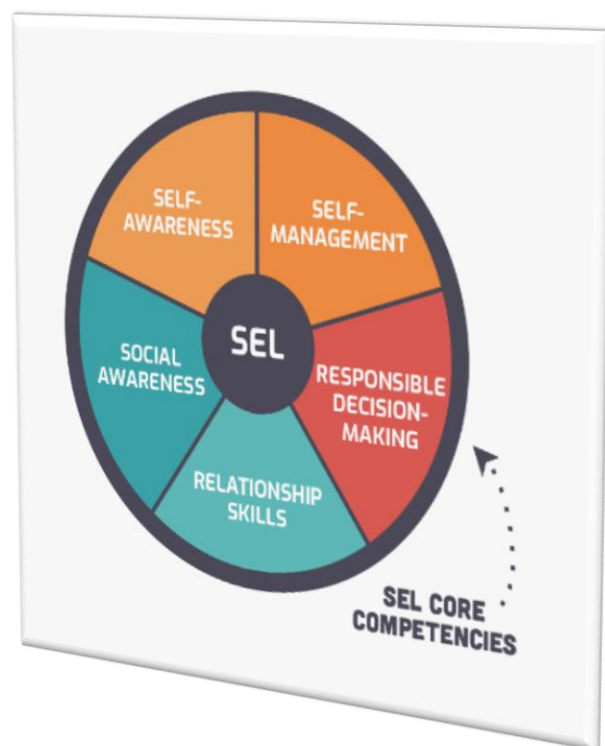 SELF-
AWARENESS
SELF-
MANAGEMENT
SOCIAL
AWARENESS
SEL
RESPONSIBLE
DECISION-
MAKING
RELATIONSHIP
SKILLS
SEL CORE
COMPETENCIES